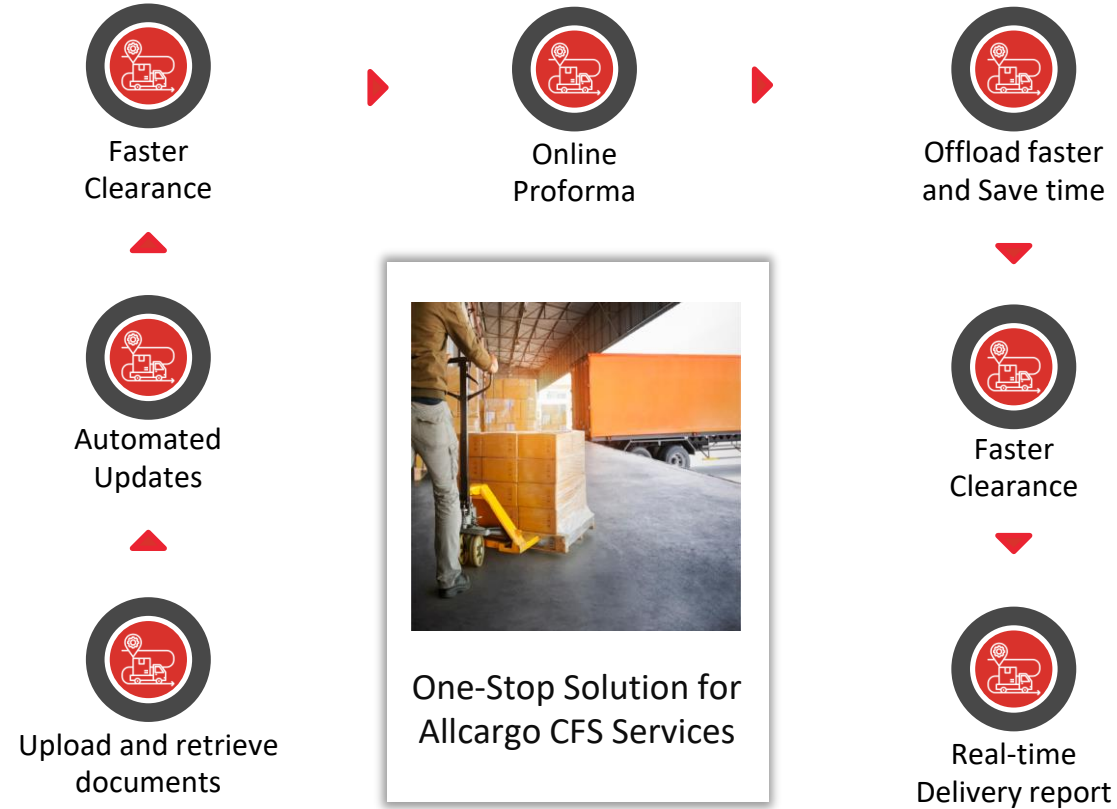 Faster
Clearance
Online
Proforma
Offload faster
and Save time
Automated
Updates
Faster
Clearance
Upload and retrieve
documents
One-Stop Solution for
Allcargo CFS Services
Real-time
Delivery report